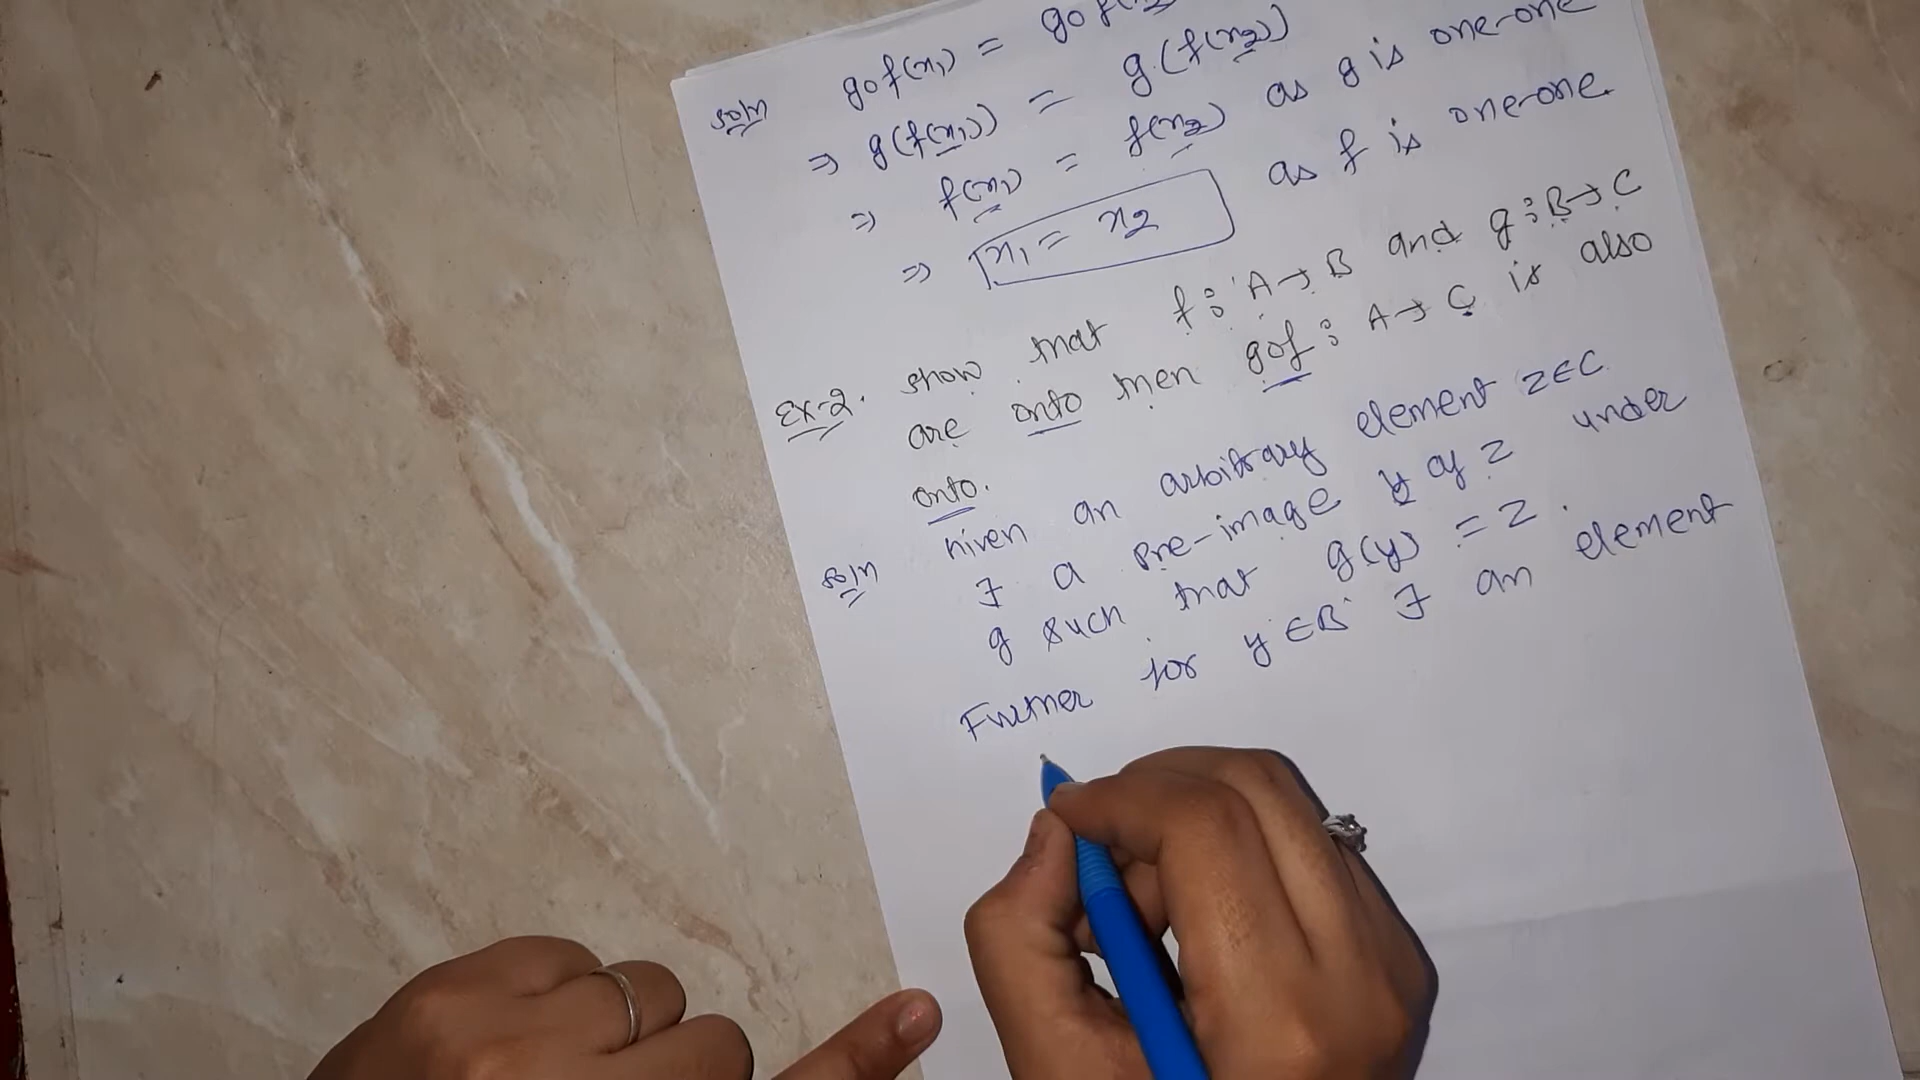 soln gof(x₁) = gof(
⇒ g(f(x₁)) = g(f(x₂))
⇒ f(x₁) = f(x₂) as g is one-one
⇒ x₁ = x₂ as f is one-one.
Ex-2. show that f : A → B and g : B → C
are onto then gof : A → C is also
onto.
soln Given an arbitrary element z∈C
∃ a pre-image y of z under
g such that g(y) = z.
Further for y∈B ∃ an element